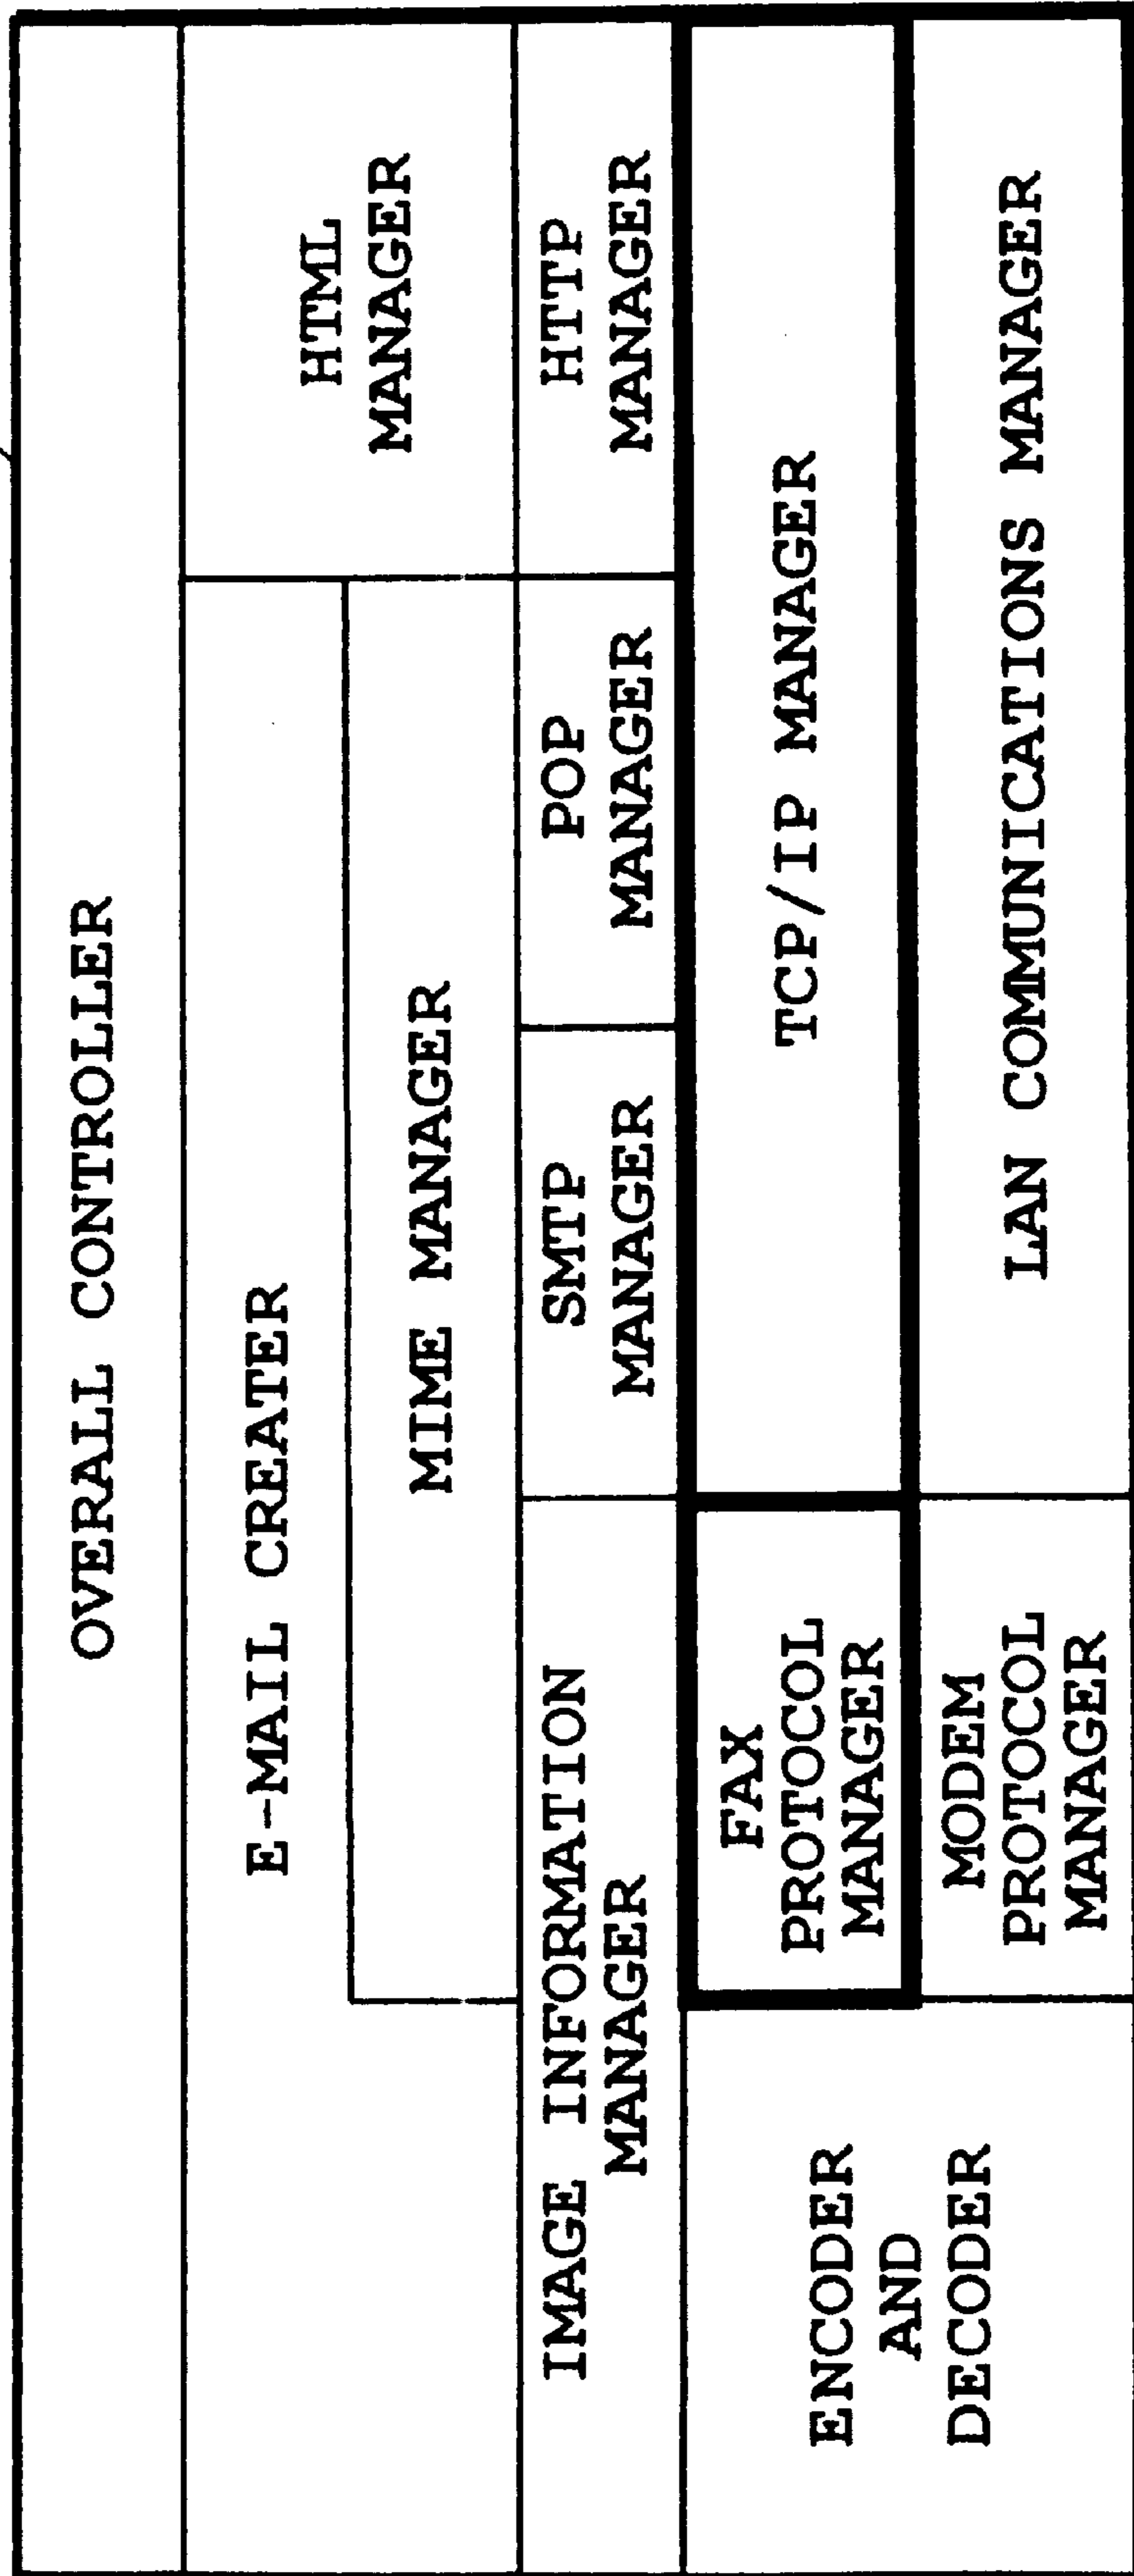 OVERALL CONTROLLER
E-MAIL CREATER
HTML
MANAGER
MIME MANAGER
IMAGE INFORMATION
MANAGER
SMTP
MANAGER
POP
MANAGER
HTTP
MANAGER
ENCODER
AND
DECODER
FAX
PROTOCOL
MANAGER
TCP/IP MANAGER
MODEM
PROTOCOL
MANAGER
LAN COMMUNICATIONS MANAGER